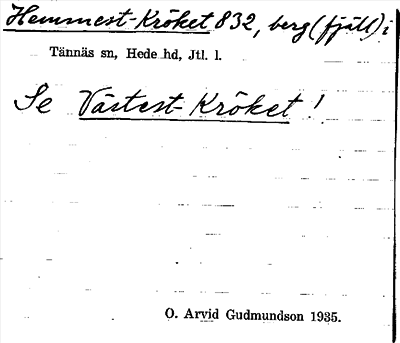 Hemmest-Kröket 832, berg (fjäll) i
Tännäs sn, Hede hd, Jtl. l.
Se Västest-Kröket!
O. Arvid Gudmundson 1935.